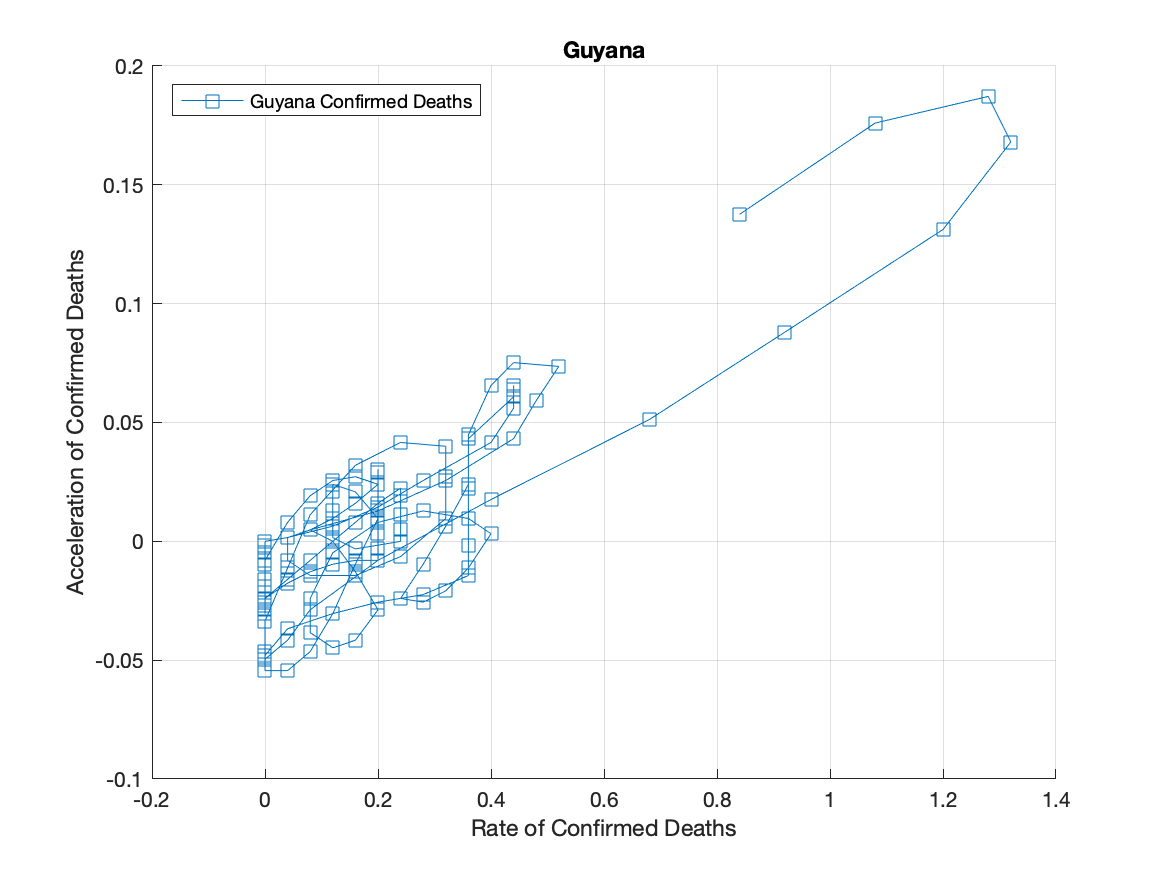 Guyana
Guyana Confirmed Deaths
0.2
0.15
0.1
0.05
0
-0.05
-0.1
Acceleration of Confirmed Deaths
-0.2 0 0.2 0.4 0.6 0.8 1 1.2 1.4
Rate of Confirmed Deaths